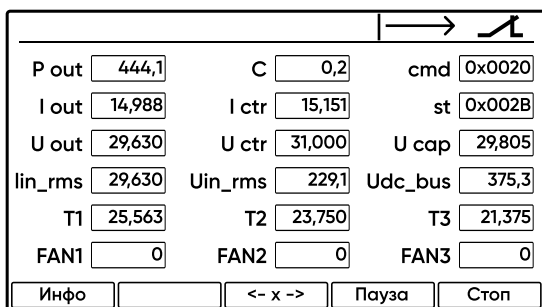 P out 444,1 C 0,2 cmd 0x0020
I out 14,988 I ctr 15,151 st 0x002B
U out 29,630 U ctr 31,000 U cap 29,805
Iin_rms 29,630 Uin_rms 229,1 Udc_bus 375,3
T1 25,563 T2 23,750 T3 21,375
FAN1 0 FAN2 0 FAN3 0
Инфо <- x -> Пауза Стоп